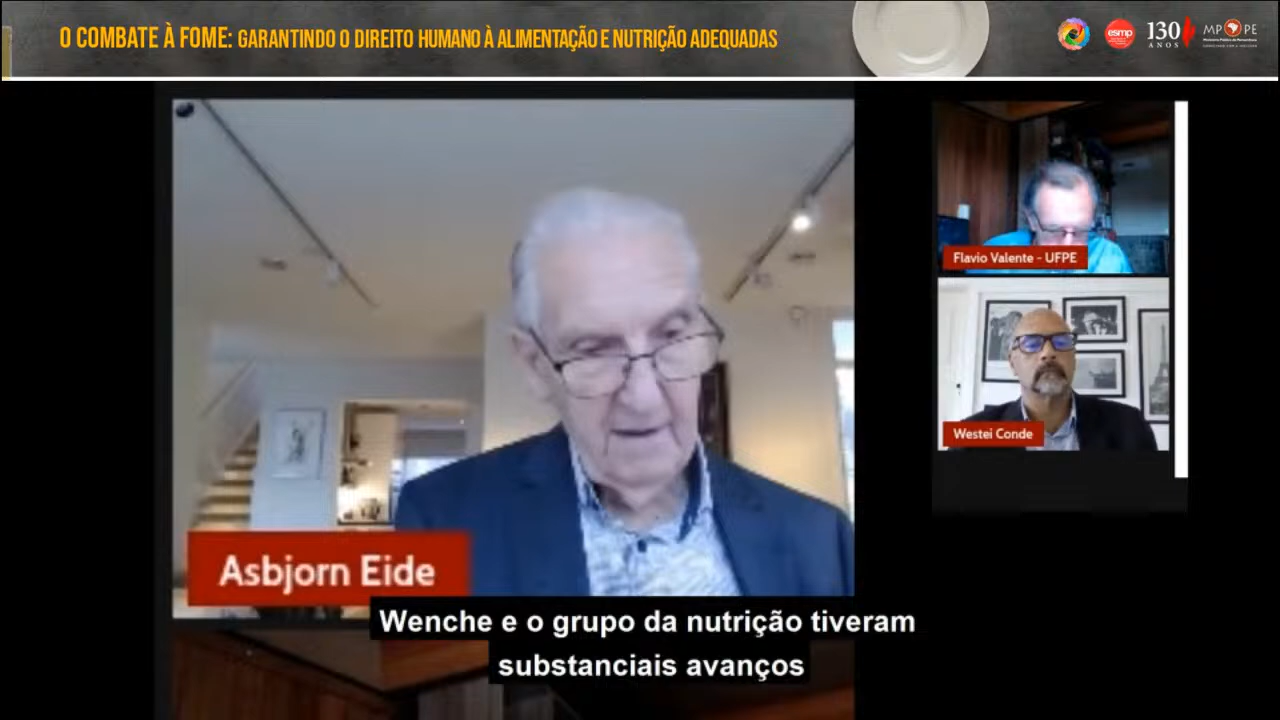 O COMBATE À FOME: GARANTINDO O DIREITO HUMANO À ALIMENTAÇÃO E NUTRIÇÃO ADEQUADAS
esmp
130
ANOS
MPPE
Flavio Valente - UFPE
Westei Conde
Asbjorn Eide
Wenche e o grupo da nutrição tiveram
substanciais avanços